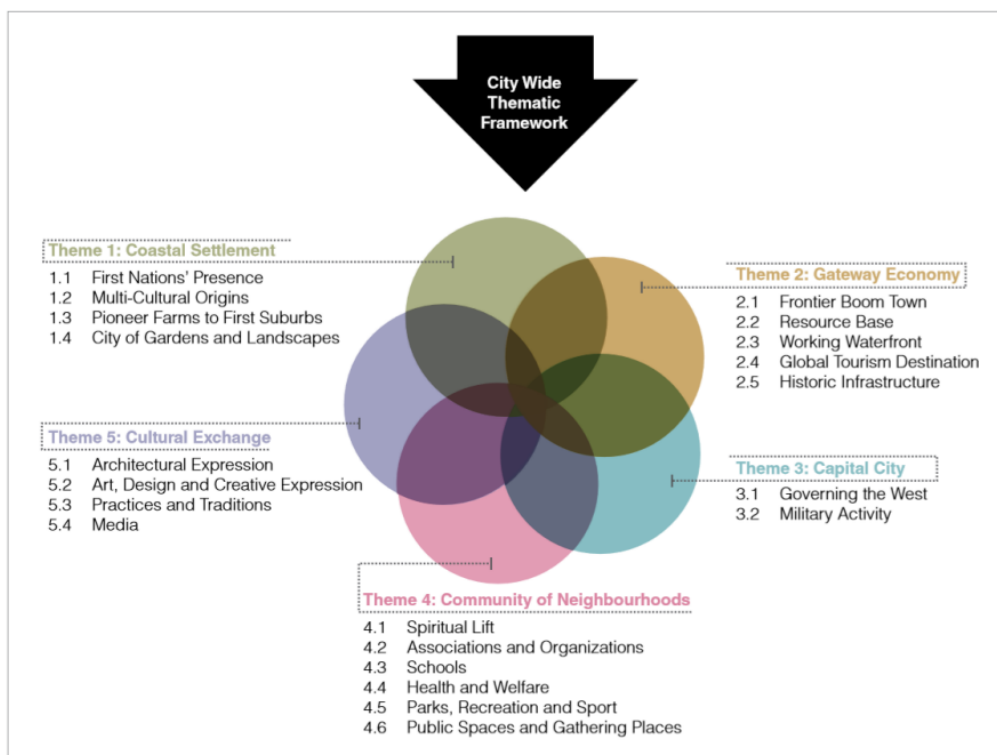 City Wide
Thematic
Framework
Theme 1: Coastal Settlement
1.1 First Nations' Presence
1.2 Multi-Cultural Origins
1.3 Pioneer Farms to First Suburbs
1.4 City of Gardens and Landscapes
Theme 2: Gateway Economy
2.1 Frontier Boom Town
2.2 Resource Base
2.3 Working Waterfront
2.4 Global Tourism Destination
2.5 Historic Infrastructure
Theme 5: Cultural Exchange
5.1 Architectural Expression
5.2 Art, Design and Creative Expression
5.3 Practices and Traditions
5.4 Media
Theme 3: Capital City
3.1 Governing the West
3.2 Military Activity
Theme 4: Community of Neighbourhoods
4.1 Spiritual Lift
4.2 Associations and Organizations
4.3 Schools
4.4 Health and Welfare
4.5 Parks, Recreation and Sport
4.6 Public Spaces and Gathering Places